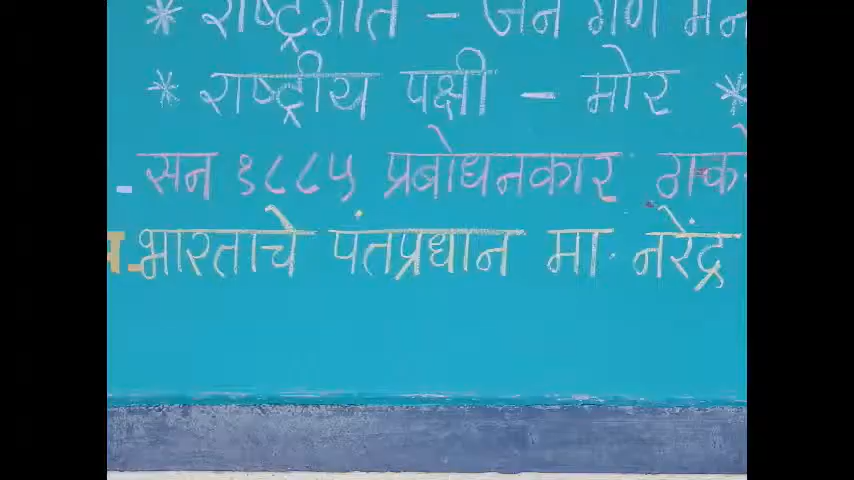 * राष्ट्रगीत – जन गण मन
* राष्ट्रीय पक्षी – मोर *
- सन १८८५ प्रबोधनकार
- भारताचे पंतप्रधान मा. नरेंद्र